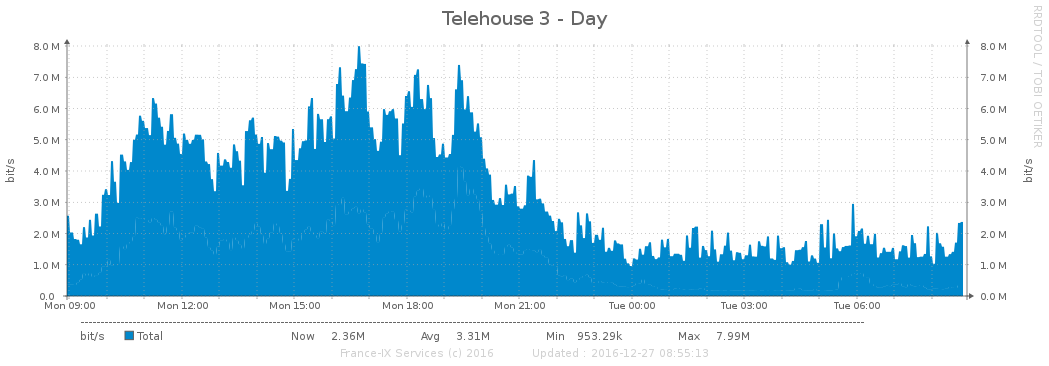 Telehouse 3 - Day
RRDTOOL / TOBI OETIKER
8.0 M 8.0 M
7.0 M 7.0 M
6.0 M 6.0 M
5.0 M 5.0 M
4.0 M 4.0 M
3.0 M 3.0 M
2.0 M 2.0 M
1.0 M 1.0 M
0.0 0.0 M
bit/s bit/s
Mon 09:00 Mon 12:00 Mon 15:00 Mon 18:00 Mon 21:00 Tue 00:00 Tue 03:00 Tue 06:00
bit/s Total Now 2.36M Avg 3.31M Min 953.29k Max 7.99M
France-IX Services (c) 2016 Updated : 2016-12-27 08:55:13